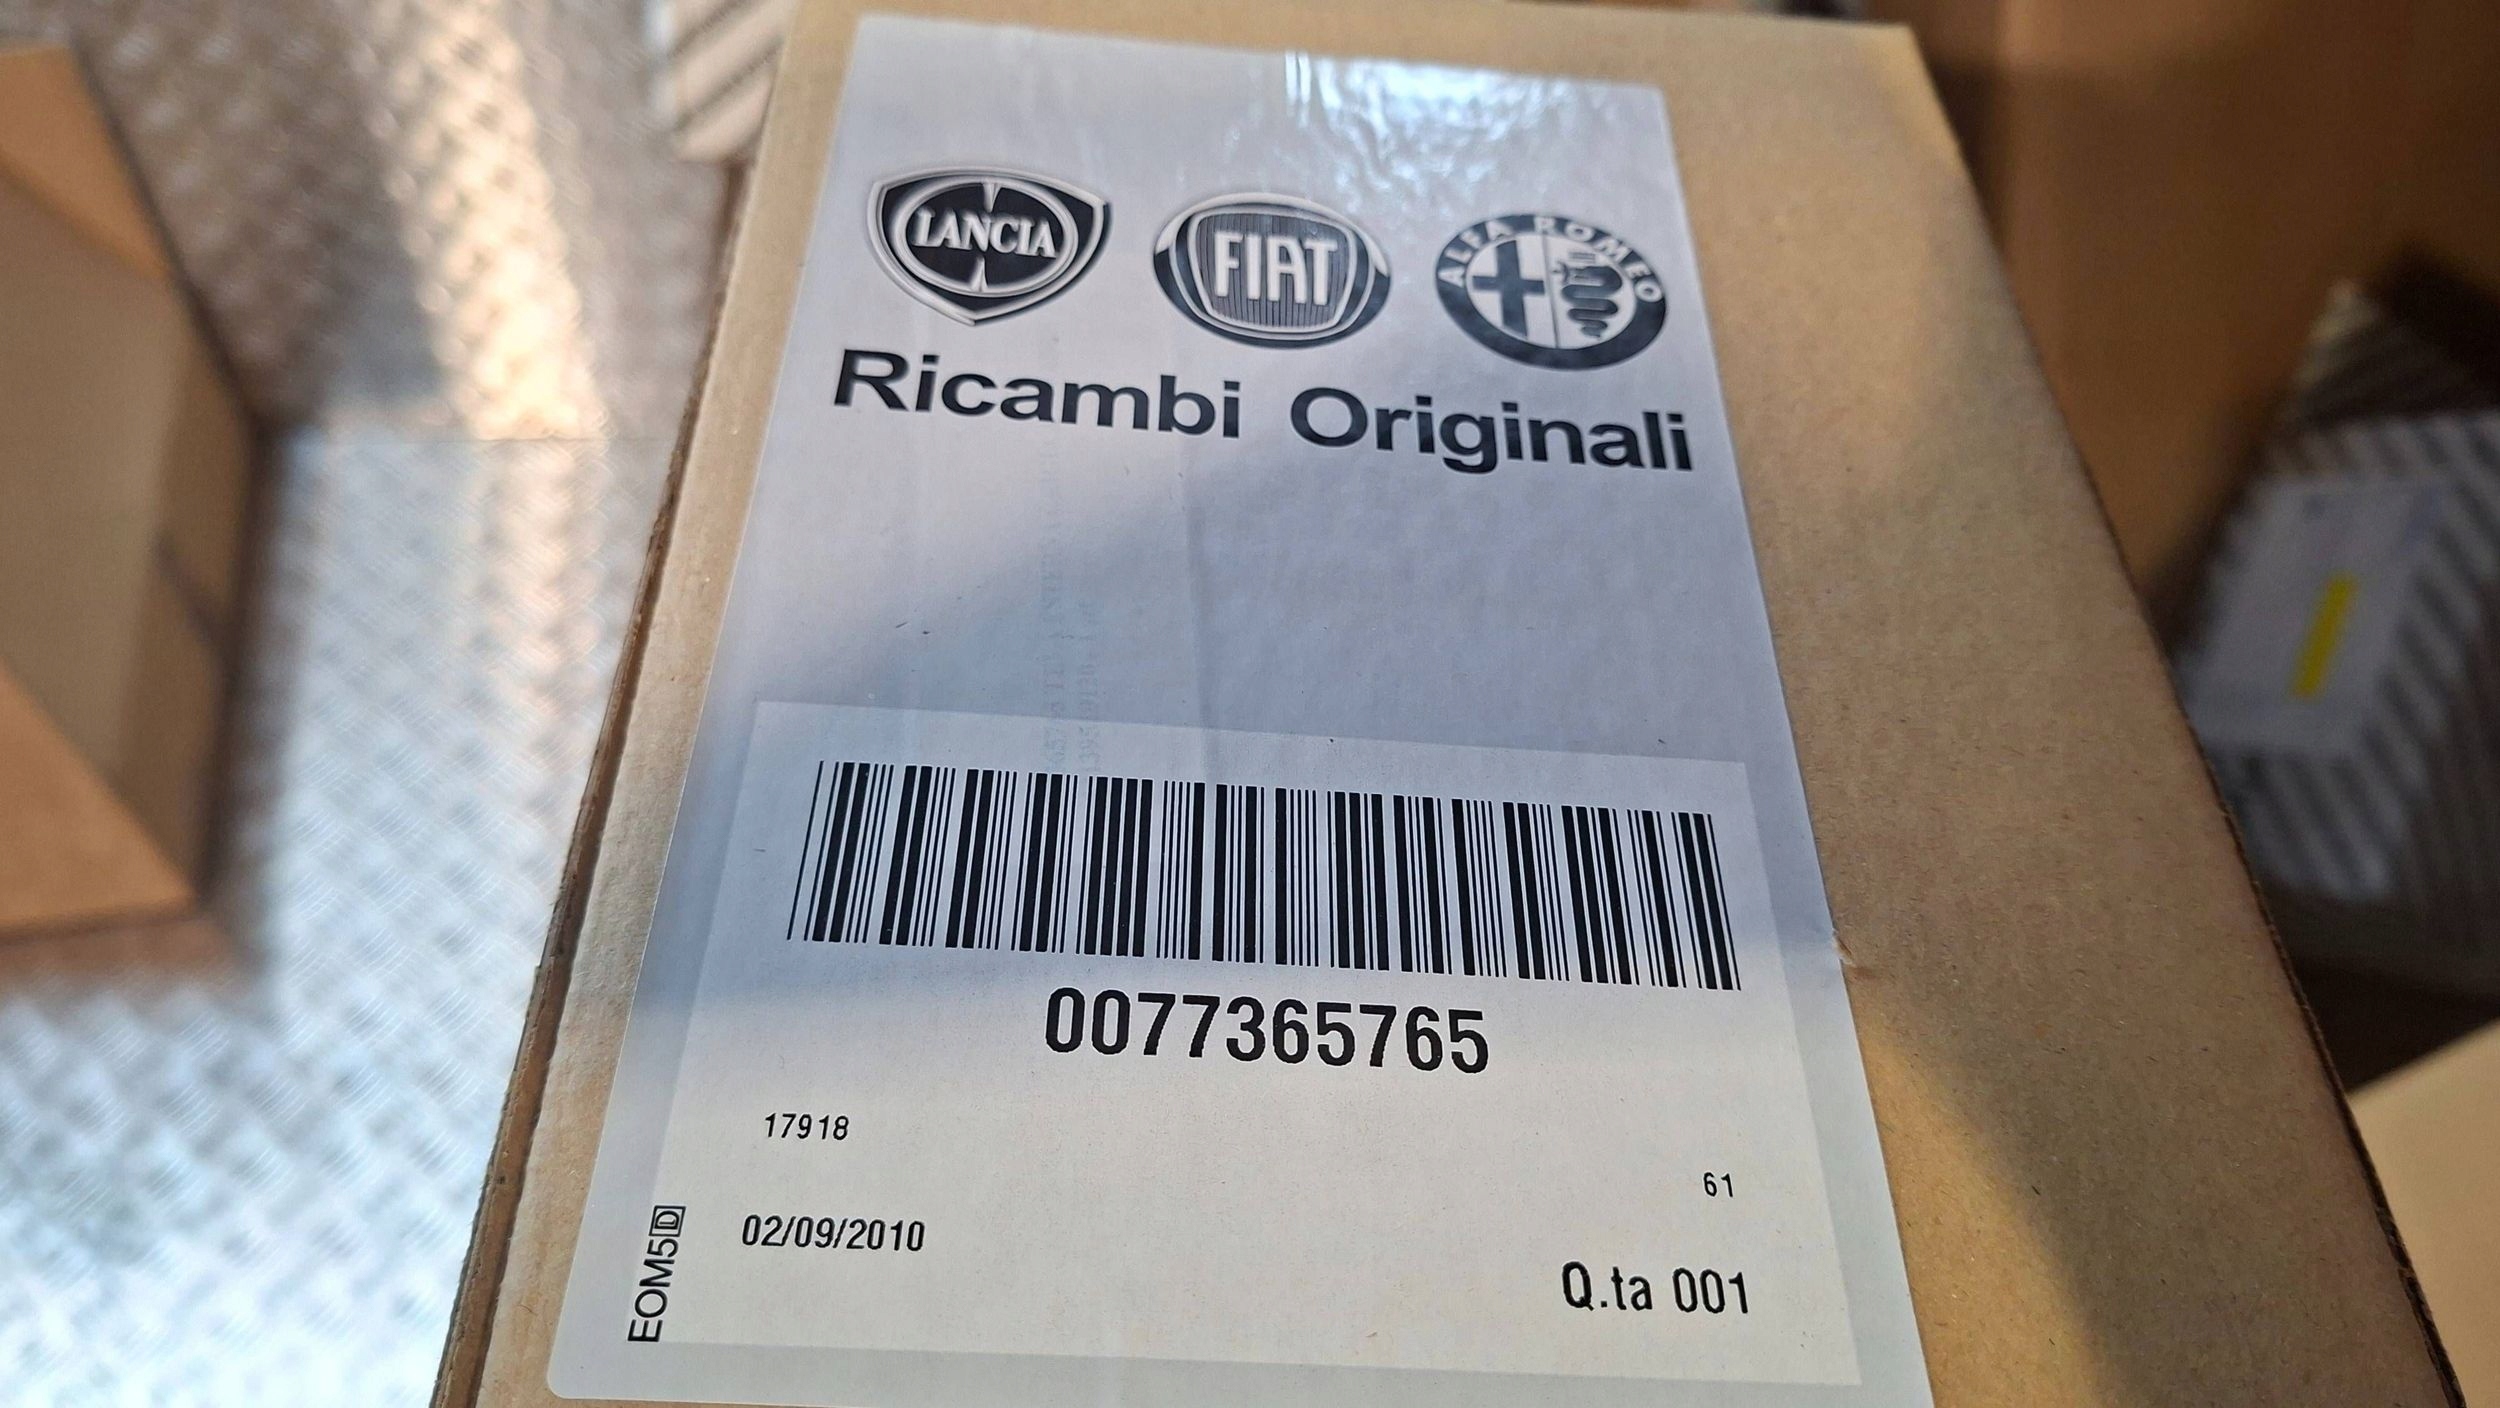 LANCIA
FIAT
ALFA ROMEO
Ricambi Originali
0077365765
17918
61
02/09/2010
Q.ta 001
EOM5D